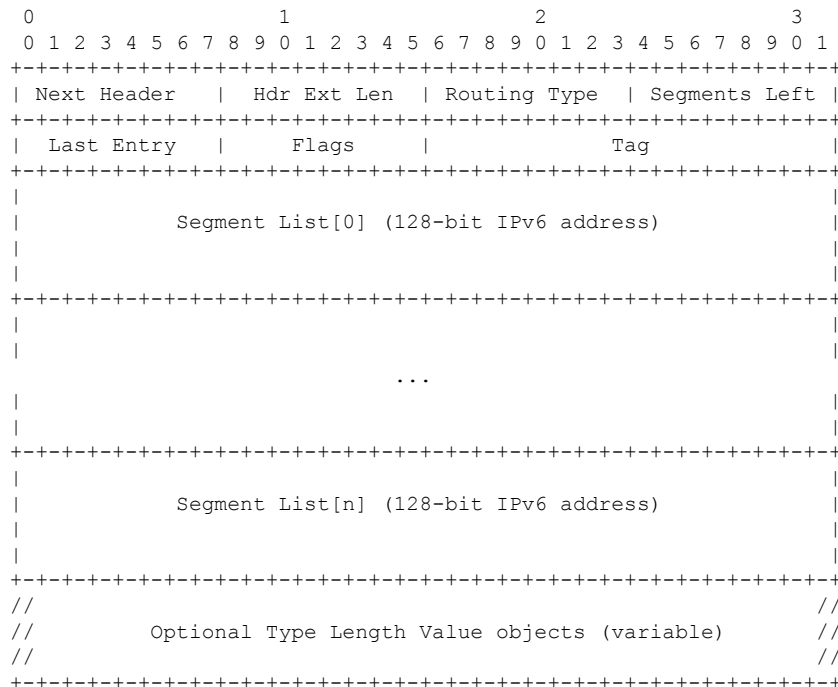 0                   1                   2                   3
 0 1 2 3 4 5 6 7 8 9 0 1 2 3 4 5 6 7 8 9 0 1 2 3 4 5 6 7 8 9 0 1
+-+-+-+-+-+-+-+-+-+-+-+-+-+-+-+-+-+-+-+-+-+-+-+-+-+-+-+-+-+-+-+-+
| Next Header   |  Hdr Ext Len  | Routing Type  | Segments Left |
+-+-+-+-+-+-+-+-+-+-+-+-+-+-+-+-+-+-+-+-+-+-+-+-+-+-+-+-+-+-+-+-+
|  Last Entry   |     Flags     |              Tag              |
+-+-+-+-+-+-+-+-+-+-+-+-+-+-+-+-+-+-+-+-+-+-+-+-+-+-+-+-+-+-+-+-+
|                                                               |
|            Segment List[0] (128-bit IPv6 address)             |
|                                                               |
|                                                               |
+-+-+-+-+-+-+-+-+-+-+-+-+-+-+-+-+-+-+-+-+-+-+-+-+-+-+-+-+-+-+-+-+
|                                                               |
|                                                               |
                              ...
|                                                               |
|                                                               |
+-+-+-+-+-+-+-+-+-+-+-+-+-+-+-+-+-+-+-+-+-+-+-+-+-+-+-+-+-+-+-+-+
|                                                               |
|            Segment List[n] (128-bit IPv6 address)             |
|                                                               |
|                                                               |
+-+-+-+-+-+-+-+-+-+-+-+-+-+-+-+-+-+-+-+-+-+-+-+-+-+-+-+-+-+-+-+-+
//                                                             //
//         Optional Type Length Value objects (variable)       //
//                                                             //
+-+-+-+-+-+-+-+-+-+-+-+-+-+-+-+-+-+-+-+-+-+-+-+-+-+-+-+-+-+-+-+-+